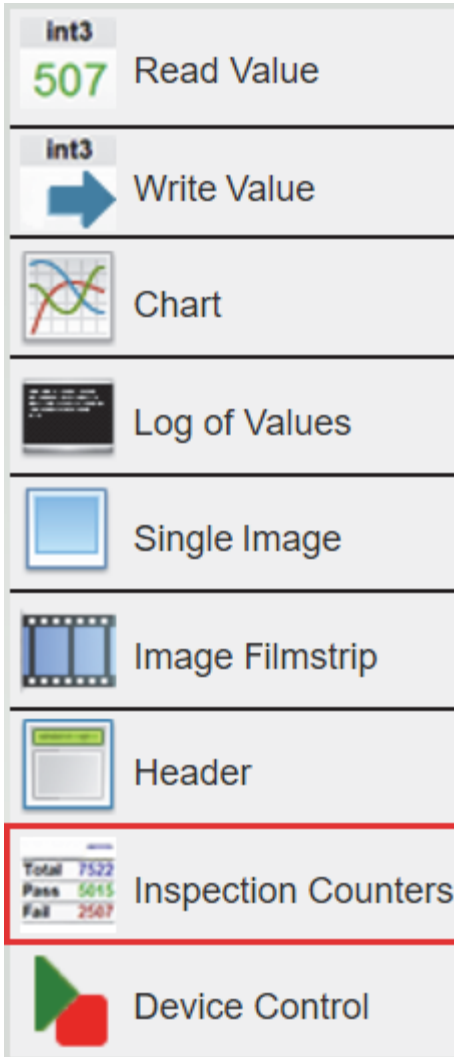 int3
507 Read Value
int3
Write Value
Chart
Log of Values
Single Image
Image Filmstrip
Header
Total 7522
Pass 5015
Fail 2507
Inspection Counters
Device Control